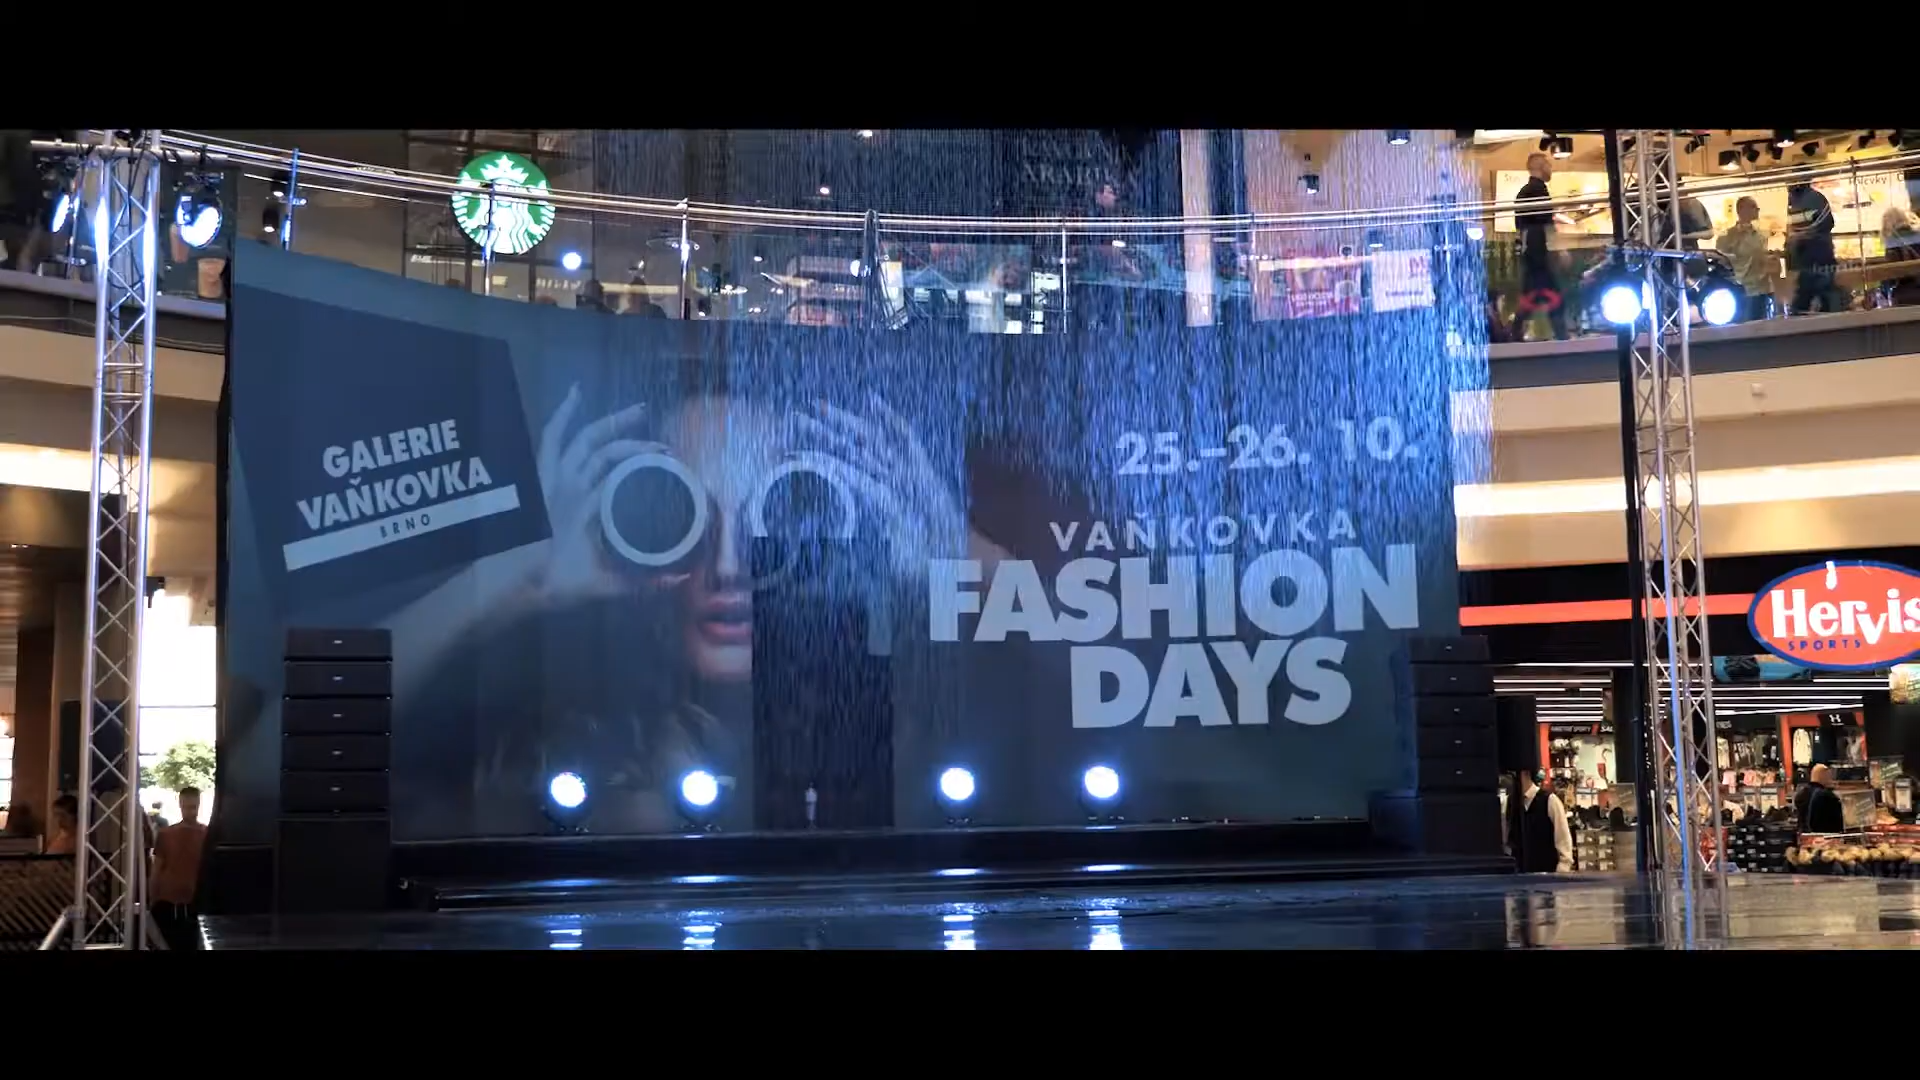 GALERIE
VAŇKOVKA
BRNO
25.-26. 10.
VAŇKOVKA
FASHION
DAYS
Hervis
SPORTS